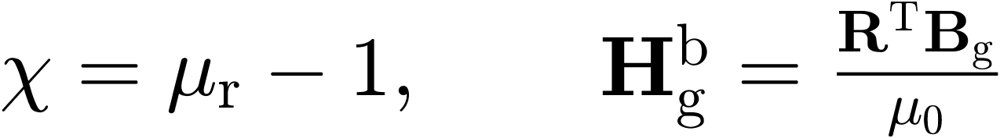 χ = μ_r − 1,    𝐇_g^b = 𝐑^T 𝐁_g / μ_0